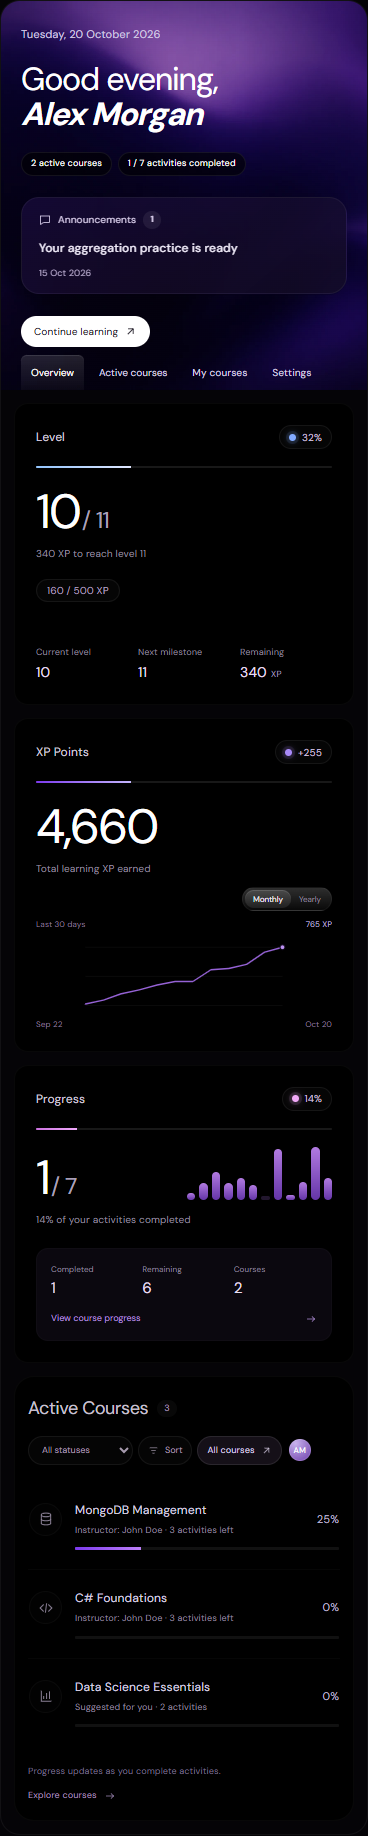 Tuesday, 20 October 2026
Good evening,
Alex Morgan
2 active courses
1 / 7 activities completed
Announcements 1
Your aggregation practice is ready
15 Oct 2026
Continue learning
Overview
Active courses
My courses
Settings
Level
32%
10 / 11
340 XP to reach level 11
160 / 500 XP
Current level
Next milestone
Remaining
10
11
340 XP
XP Points
+255
4,660
Total learning XP earned
Monthly
Yearly
Last 30 days
765 XP
Sep 22
Oct 20
Progress
14%
1 / 7
14% of your activities completed
Completed
Remaining
Courses
1
6
2
View course progress
Active Courses 3
All statuses
Sort
All courses
AM
MongoDB Management
Instructor: John Doe · 3 activities left
25%
C# Foundations
Instructor: John Doe · 3 activities left
0%
Data Science Essentials
Suggested for you · 2 activities
0%
Progress updates as you complete activities.
Explore courses